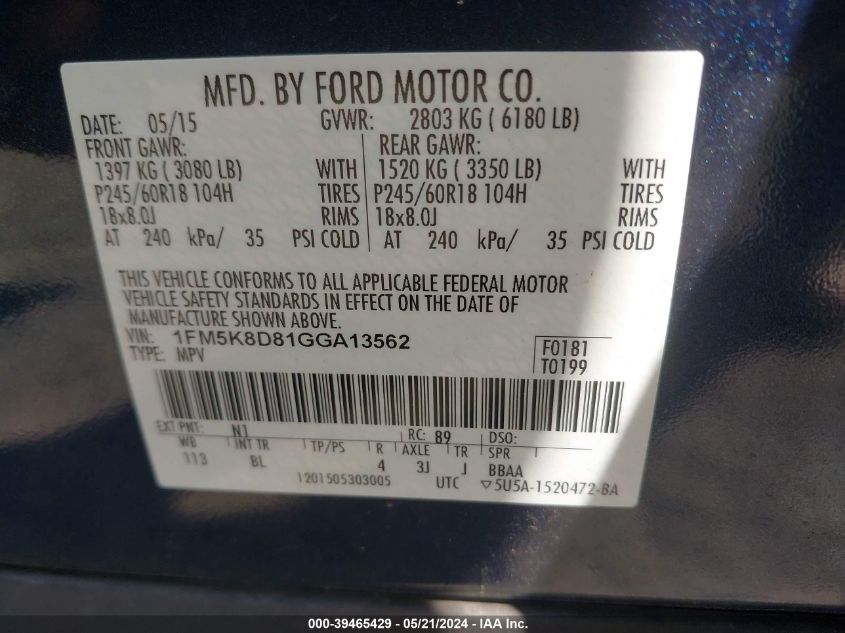 MFD. BY FORD MOTOR CO.
DATE: 05/15 GVWR: 2803 KG ( 6180 LB)
FRONT GAWR: REAR GAWR:
1397 KG ( 3080 LB) WITH 1520 KG ( 3350 LB) WITH
P245/60R18 104H TIRES P245/60R18 104H TIRES
18x8.0J RIMS 18x8.0J RIMS
AT 240 kPa/ 35 PSI COLD AT 240 kPa/ 35 PSI COLD
THIS VEHICLE CONFORMS TO ALL APPLICABLE FEDERAL MOTOR
VEHICLE SAFETY STANDARDS IN EFFECT ON THE DATE OF
MANUFACTURE SHOWN ABOVE.
VIN: 1FM5K8D81GGA13562 F0181
TYPE: MPV T0199
EXT PNT: N1 RC: 89 DSO:
WB INT TR TP/PS R AXLE TR SPR
113 BL 4 3J J BBAA
1201505303005 UTC ▽5U5A-1520472-BA
000-39465429 - 05/21/2024 - IAA Inc.